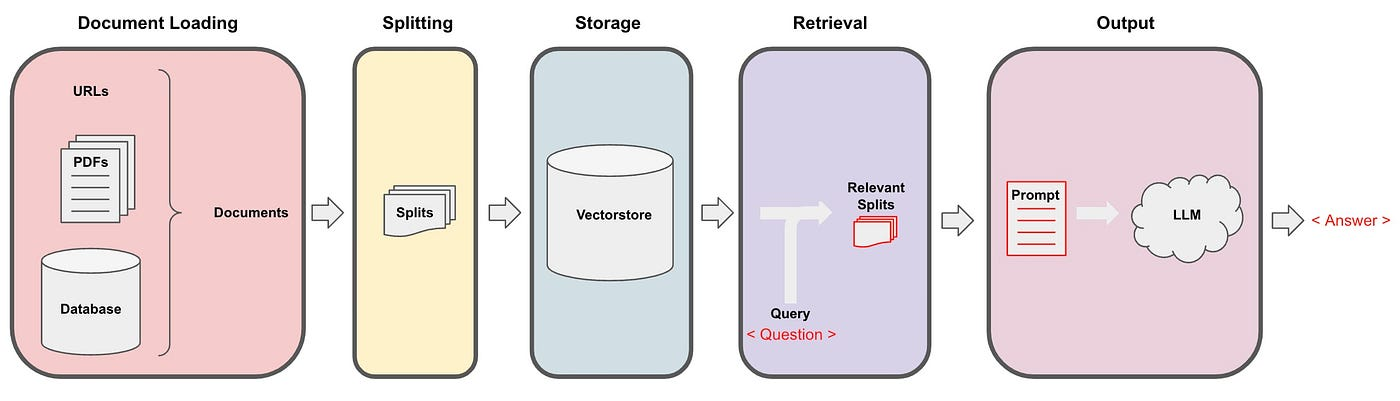 Document Loading
Splitting
Storage
Retrieval
Output
URLs
PDFs
Documents
Database
Splits
Vectorstore
Relevant
Splits
Query
< Question >
Prompt
LLM
< Answer >